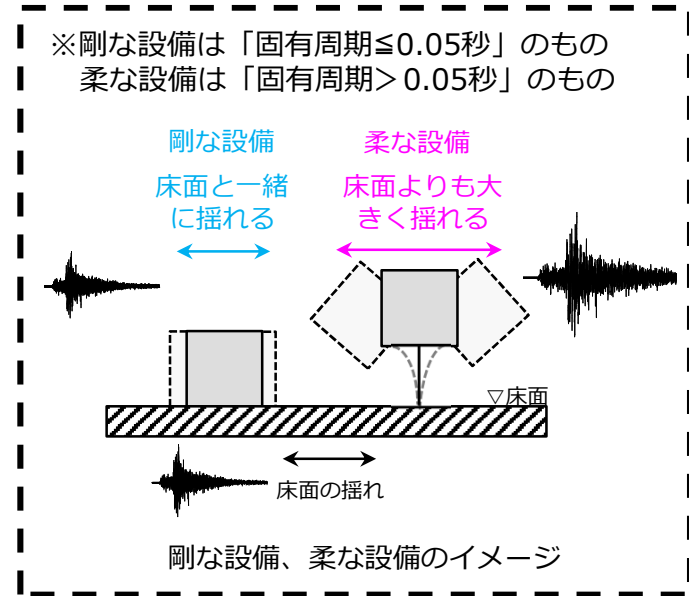 ※剛な設備は「固有周期≦0.05秒」のもの
柔な設備は「固有周期＞0.05秒」のもの
剛な設備
床面と一緒
に揺れる
柔な設備
床面よりも大
きく揺れる
▽床面
床面の揺れ
剛な設備、柔な設備のイメージ